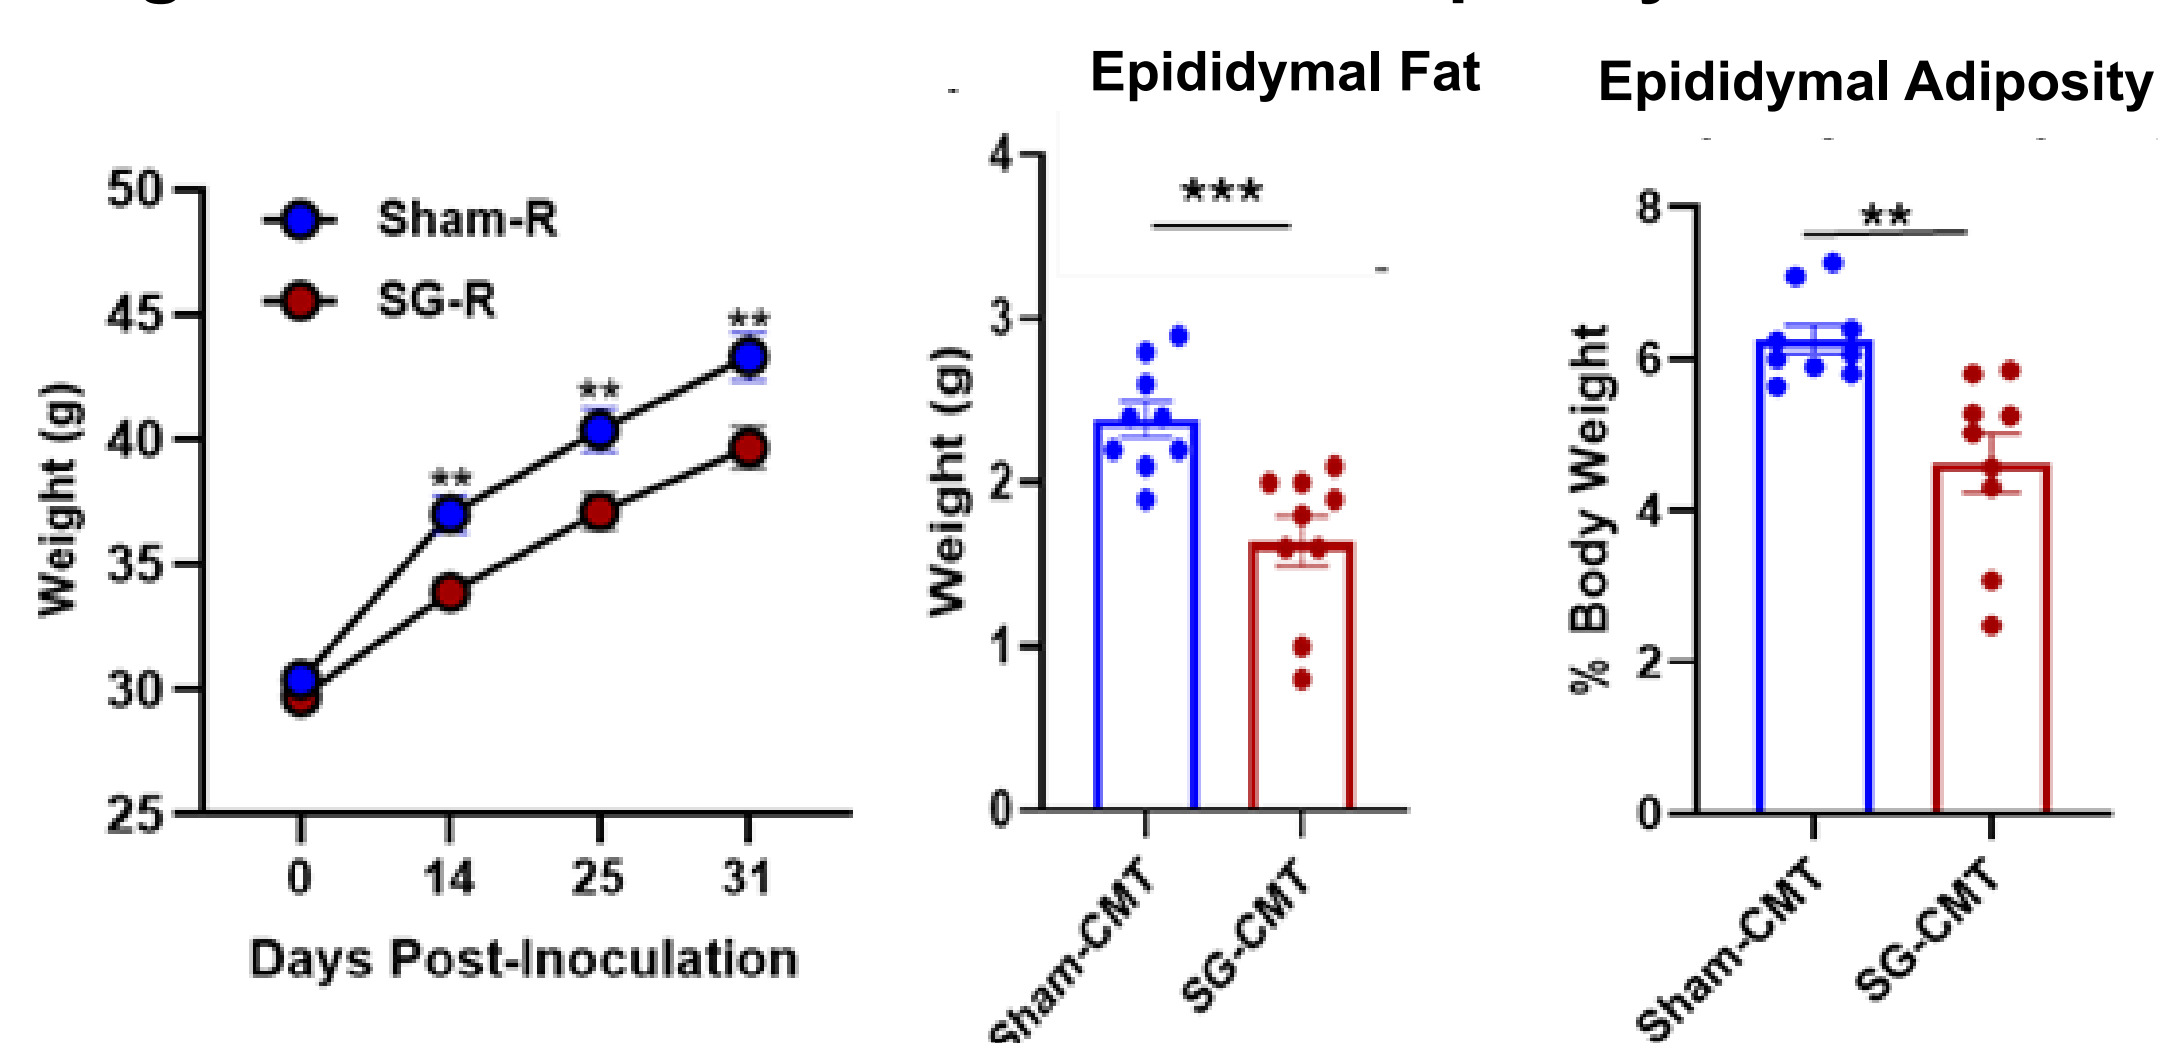 Epididymal Fat
Epididymal Adiposity
50
45
40
35
30
25
Weight (g)
Sham-R
SG-R
**
**
**
0
14
25
31
Days Post-Inoculation
4
3
2
1
0
Weight (g)
***
Sham-CMT
SG-CMT
8
6
4
2
0
% Body Weight
**
Sham-CMT
SG-CMT